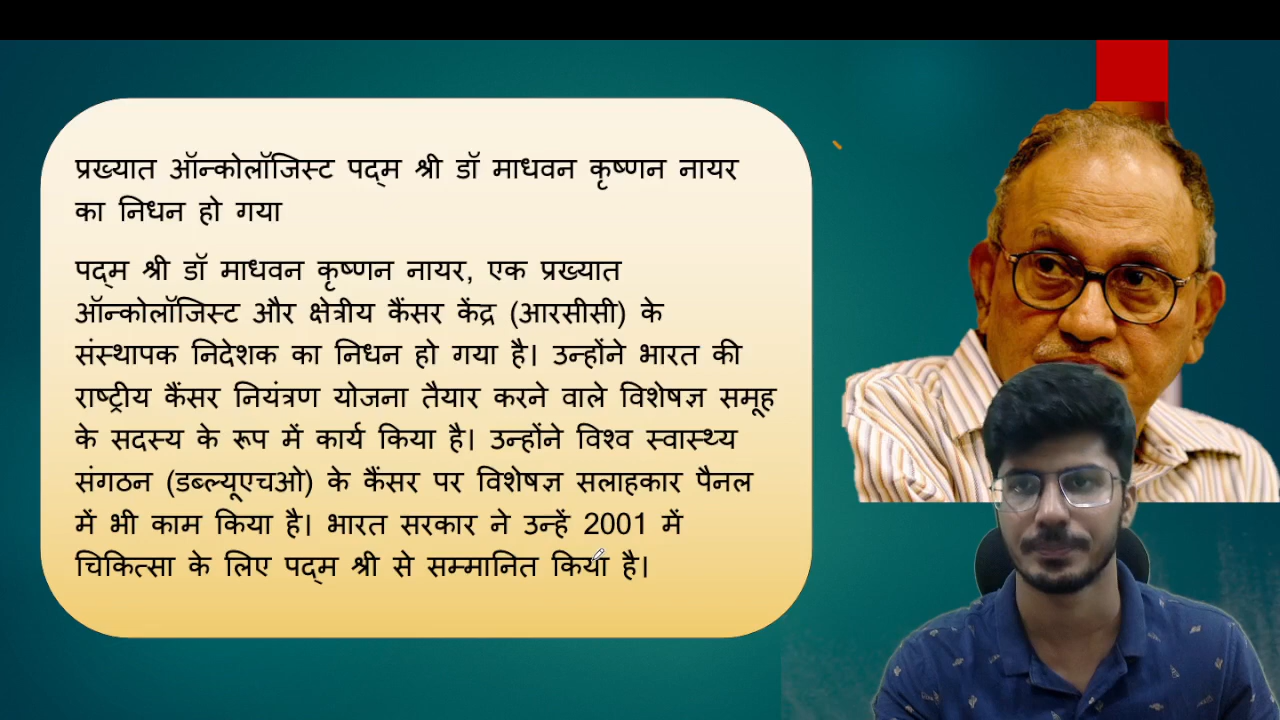 प्रख्यात ऑन्कोलॉजिस्ट पद्म श्री डॉ माधवन कृष्णन नायर
का निधन हो गया
पद्म श्री डॉ माधवन कृष्णन नायर, एक प्रख्यात
ऑन्कोलॉजिस्ट और क्षेत्रीय कैंसर केंद्र (आरसीसी) के
संस्थापक निदेशक का निधन हो गया है। उन्होंने भारत की
राष्ट्रीय कैंसर नियंत्रण योजना तैयार करने वाले विशेषज्ञ समूह
के सदस्य के रूप में कार्य किया है। उन्होंने विश्व स्वास्थ्य
संगठन (डब्ल्यूएचओ) के कैंसर पर विशेषज्ञ सलाहकार पैनल
में भी काम किया है। भारत सरकार ने उन्हें 2001 में
चिकित्सा के लिए पद्म श्री से सम्मानित किया है।